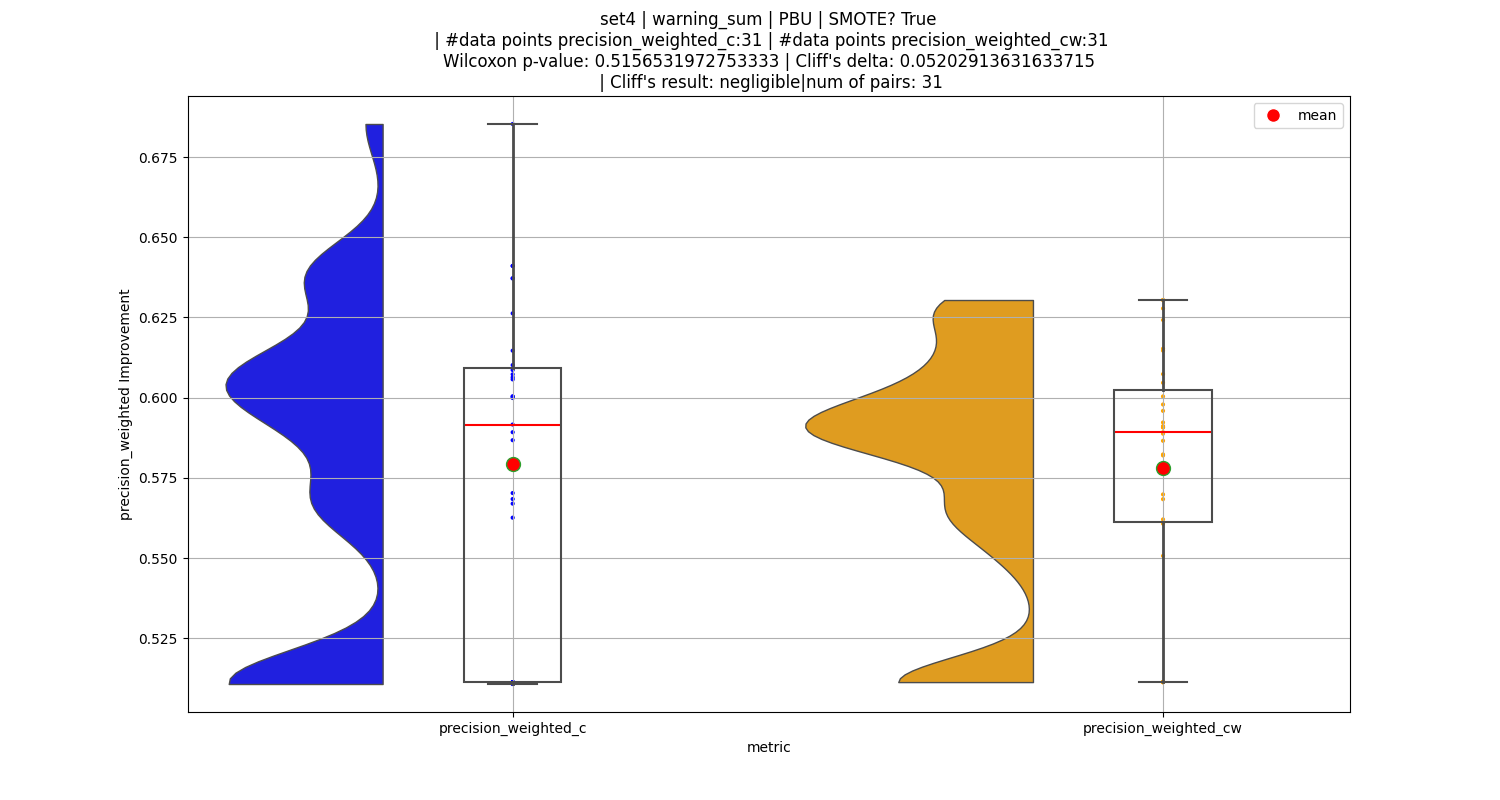 set4 | warning_sum | PBU | SMOTE? True
| #data points precision_weighted_c:31 | #data points precision_weighted_cw:31
Wilcoxon p-value: 0.5156531972753333 | Cliff's delta: 0.05202913631633715
| Cliff's result: negligible|num of pairs: 31
mean
0.675
0.650
0.625
0.600
0.575
0.550
0.525
precision_weighted Improvement
precision_weighted_c
precision_weighted_cw
metric